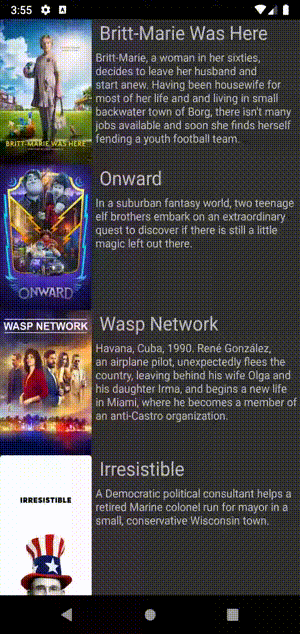 3:55
Britt-Marie Was Here
Britt-Marie, a woman in her sixties,
decides to leave her husband and
start anew. Having been housewife for
most of her life and and living in small
backwater town of Borg, there isn't many
jobs available and soon she finds herself
fending a youth football team.
BRITT-MARIE WAS HERE
Onward
In a suburban fantasy world, two teenage
elf brothers embark on an extraordinary
quest to discover if there is still a little
magic left out there.
ONWARD
WASP NETWORK
Wasp Network
Havana, Cuba, 1990. René González,
an airplane pilot, unexpectedly flees the
country, leaving behind his wife Olga and
his daughter Irma, and begins a new life
in Miami, where he becomes a member of
an anti-Castro organization.
Irresistible
A Democratic political consultant helps a
retired Marine colonel run for mayor in a
small, conservative Wisconsin town.
IRRESISTIBLE